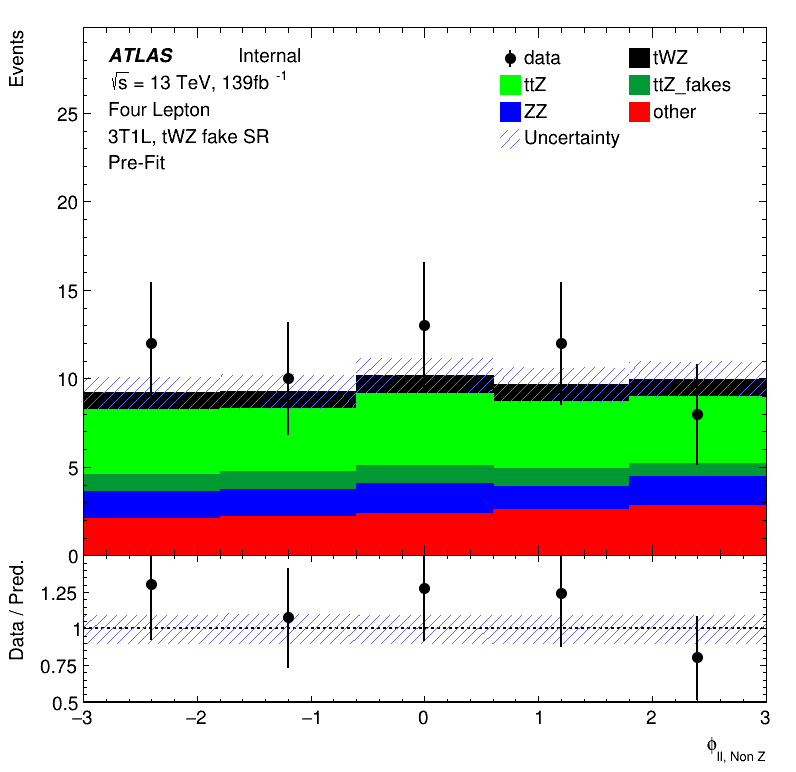 Events
ATLAS Internal
√s = 13 TeV, 139fb⁻¹
Four Lepton
3T1L, tWZ fake SR
Pre-Fit
data tWZ
ttZ ttZ_fakes
ZZ other
Uncertainty
25
20
15
10
5
0
Data / Pred.
1.25
1
0.75
0.5
−3 −2 −1 0 1 2 3
ϕ_ll, Non Z